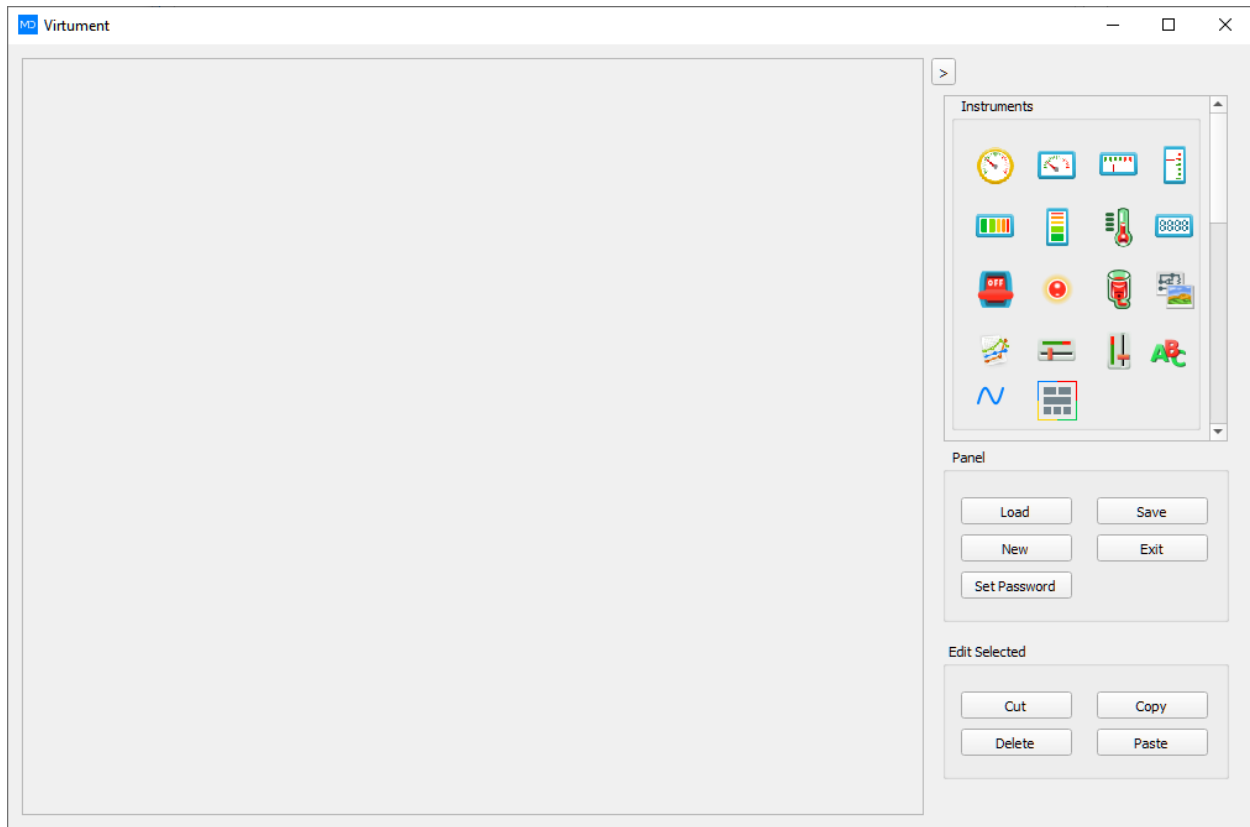 MD Virtument
>
Instruments
8888
OFF
ABC
Panel
Load Save
New Exit
Set Password
Edit Selected
Cut Copy
Delete Paste